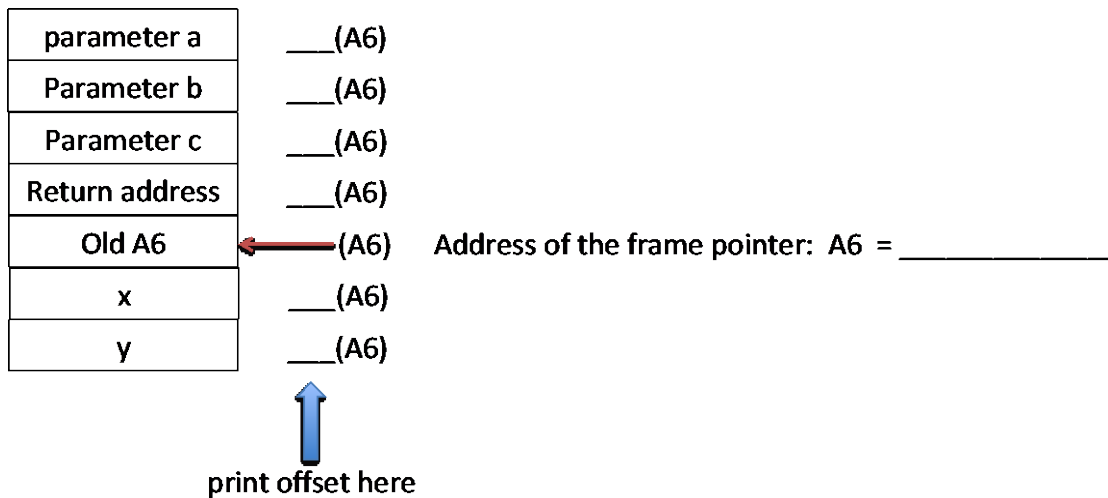 parameter a ___(A6)
Parameter b ___(A6)
Parameter c ___(A6)
Return address ___(A6)
Old A6 (A6) Address of the frame pointer: A6 = ______________
x ___(A6)
y ___(A6)
print offset here